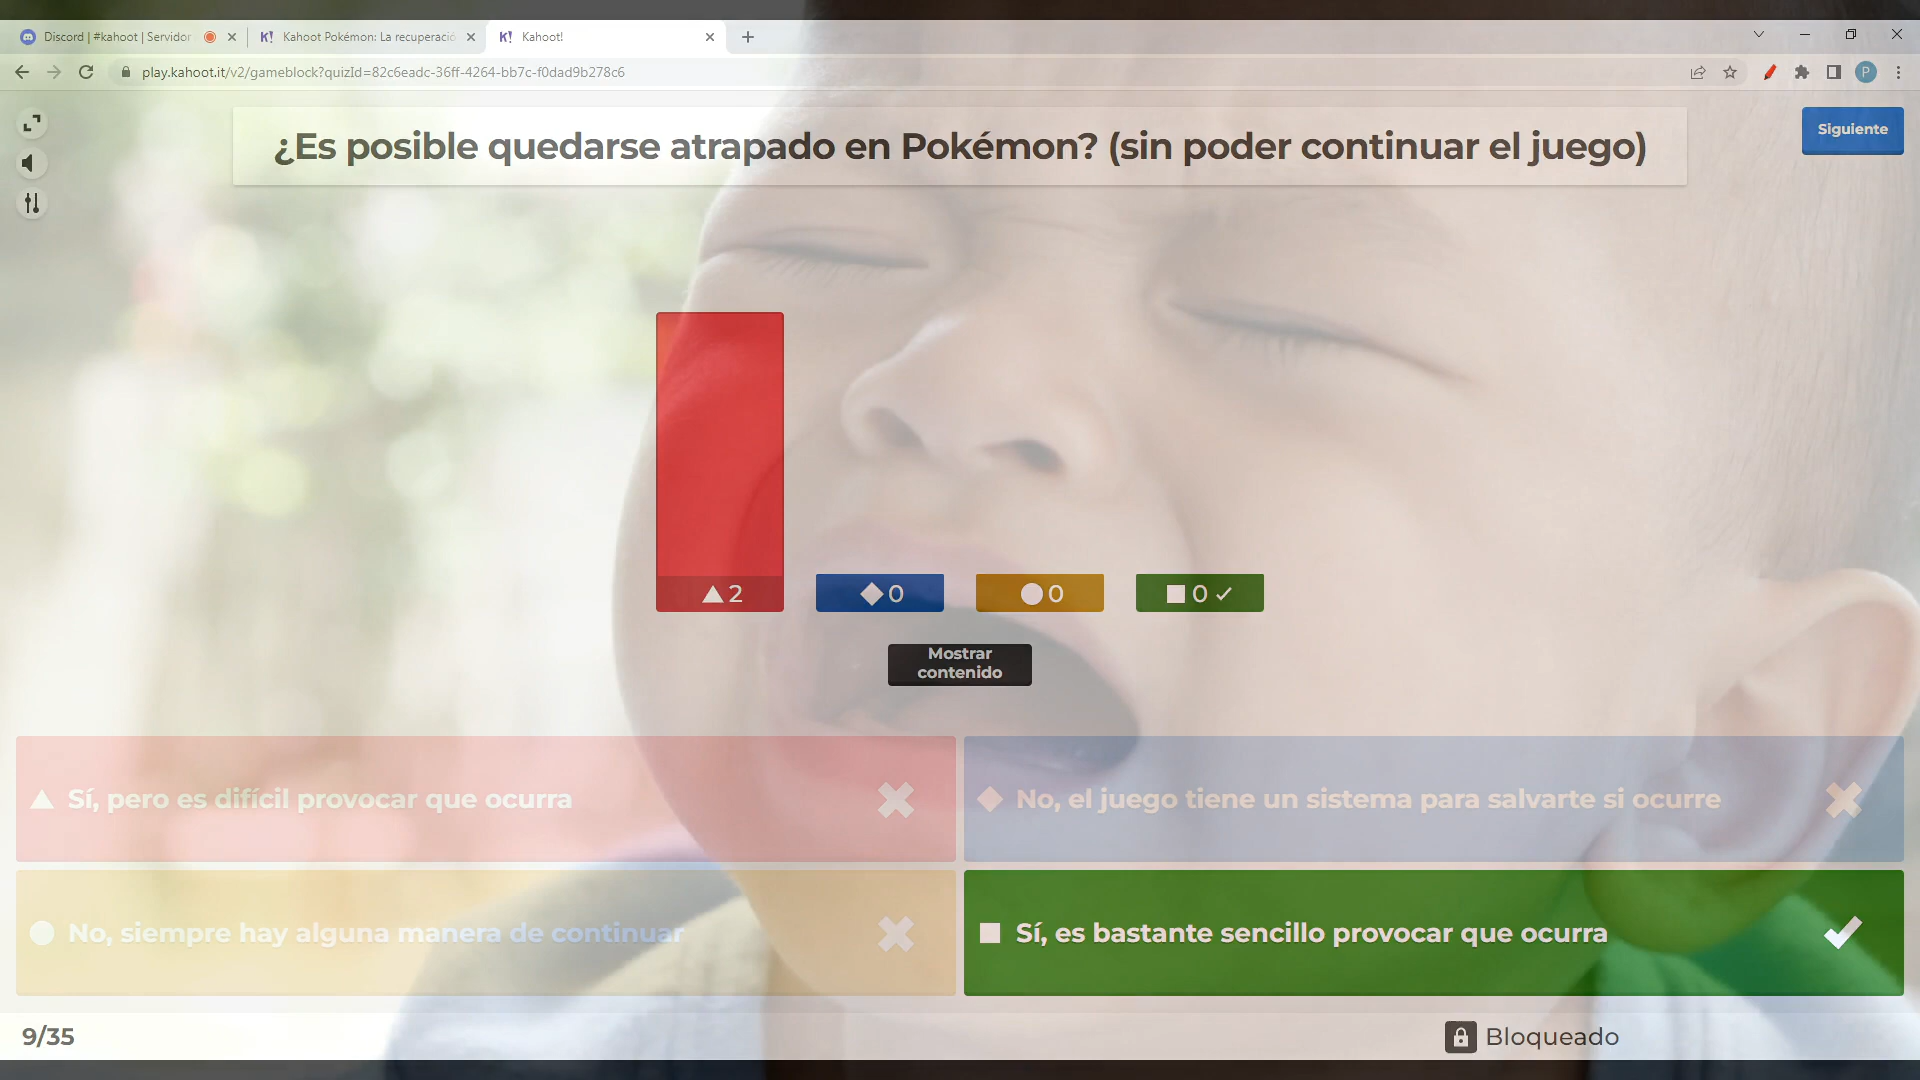 Discord | #kahoot | Servidor
Kahoot Pokémon: La recuperació
Kahoot!
play.kahoot.it/v2/gameblock?quizId=82c6eadc-36ff-4264-bb7c-f0dad9b278c6
P
¿Es posible quedarse atrapado en Pokémon? (sin poder continuar el juego)
Siguiente
2
0
0
0
Mostrar
contenido
Sí, pero es difícil provocar que ocurra
No, el juego tiene un sistema para salvarte si ocurre
No, siempre hay alguna manera de continuar
Sí, es bastante sencillo provocar que ocurra
9/35
Bloqueado